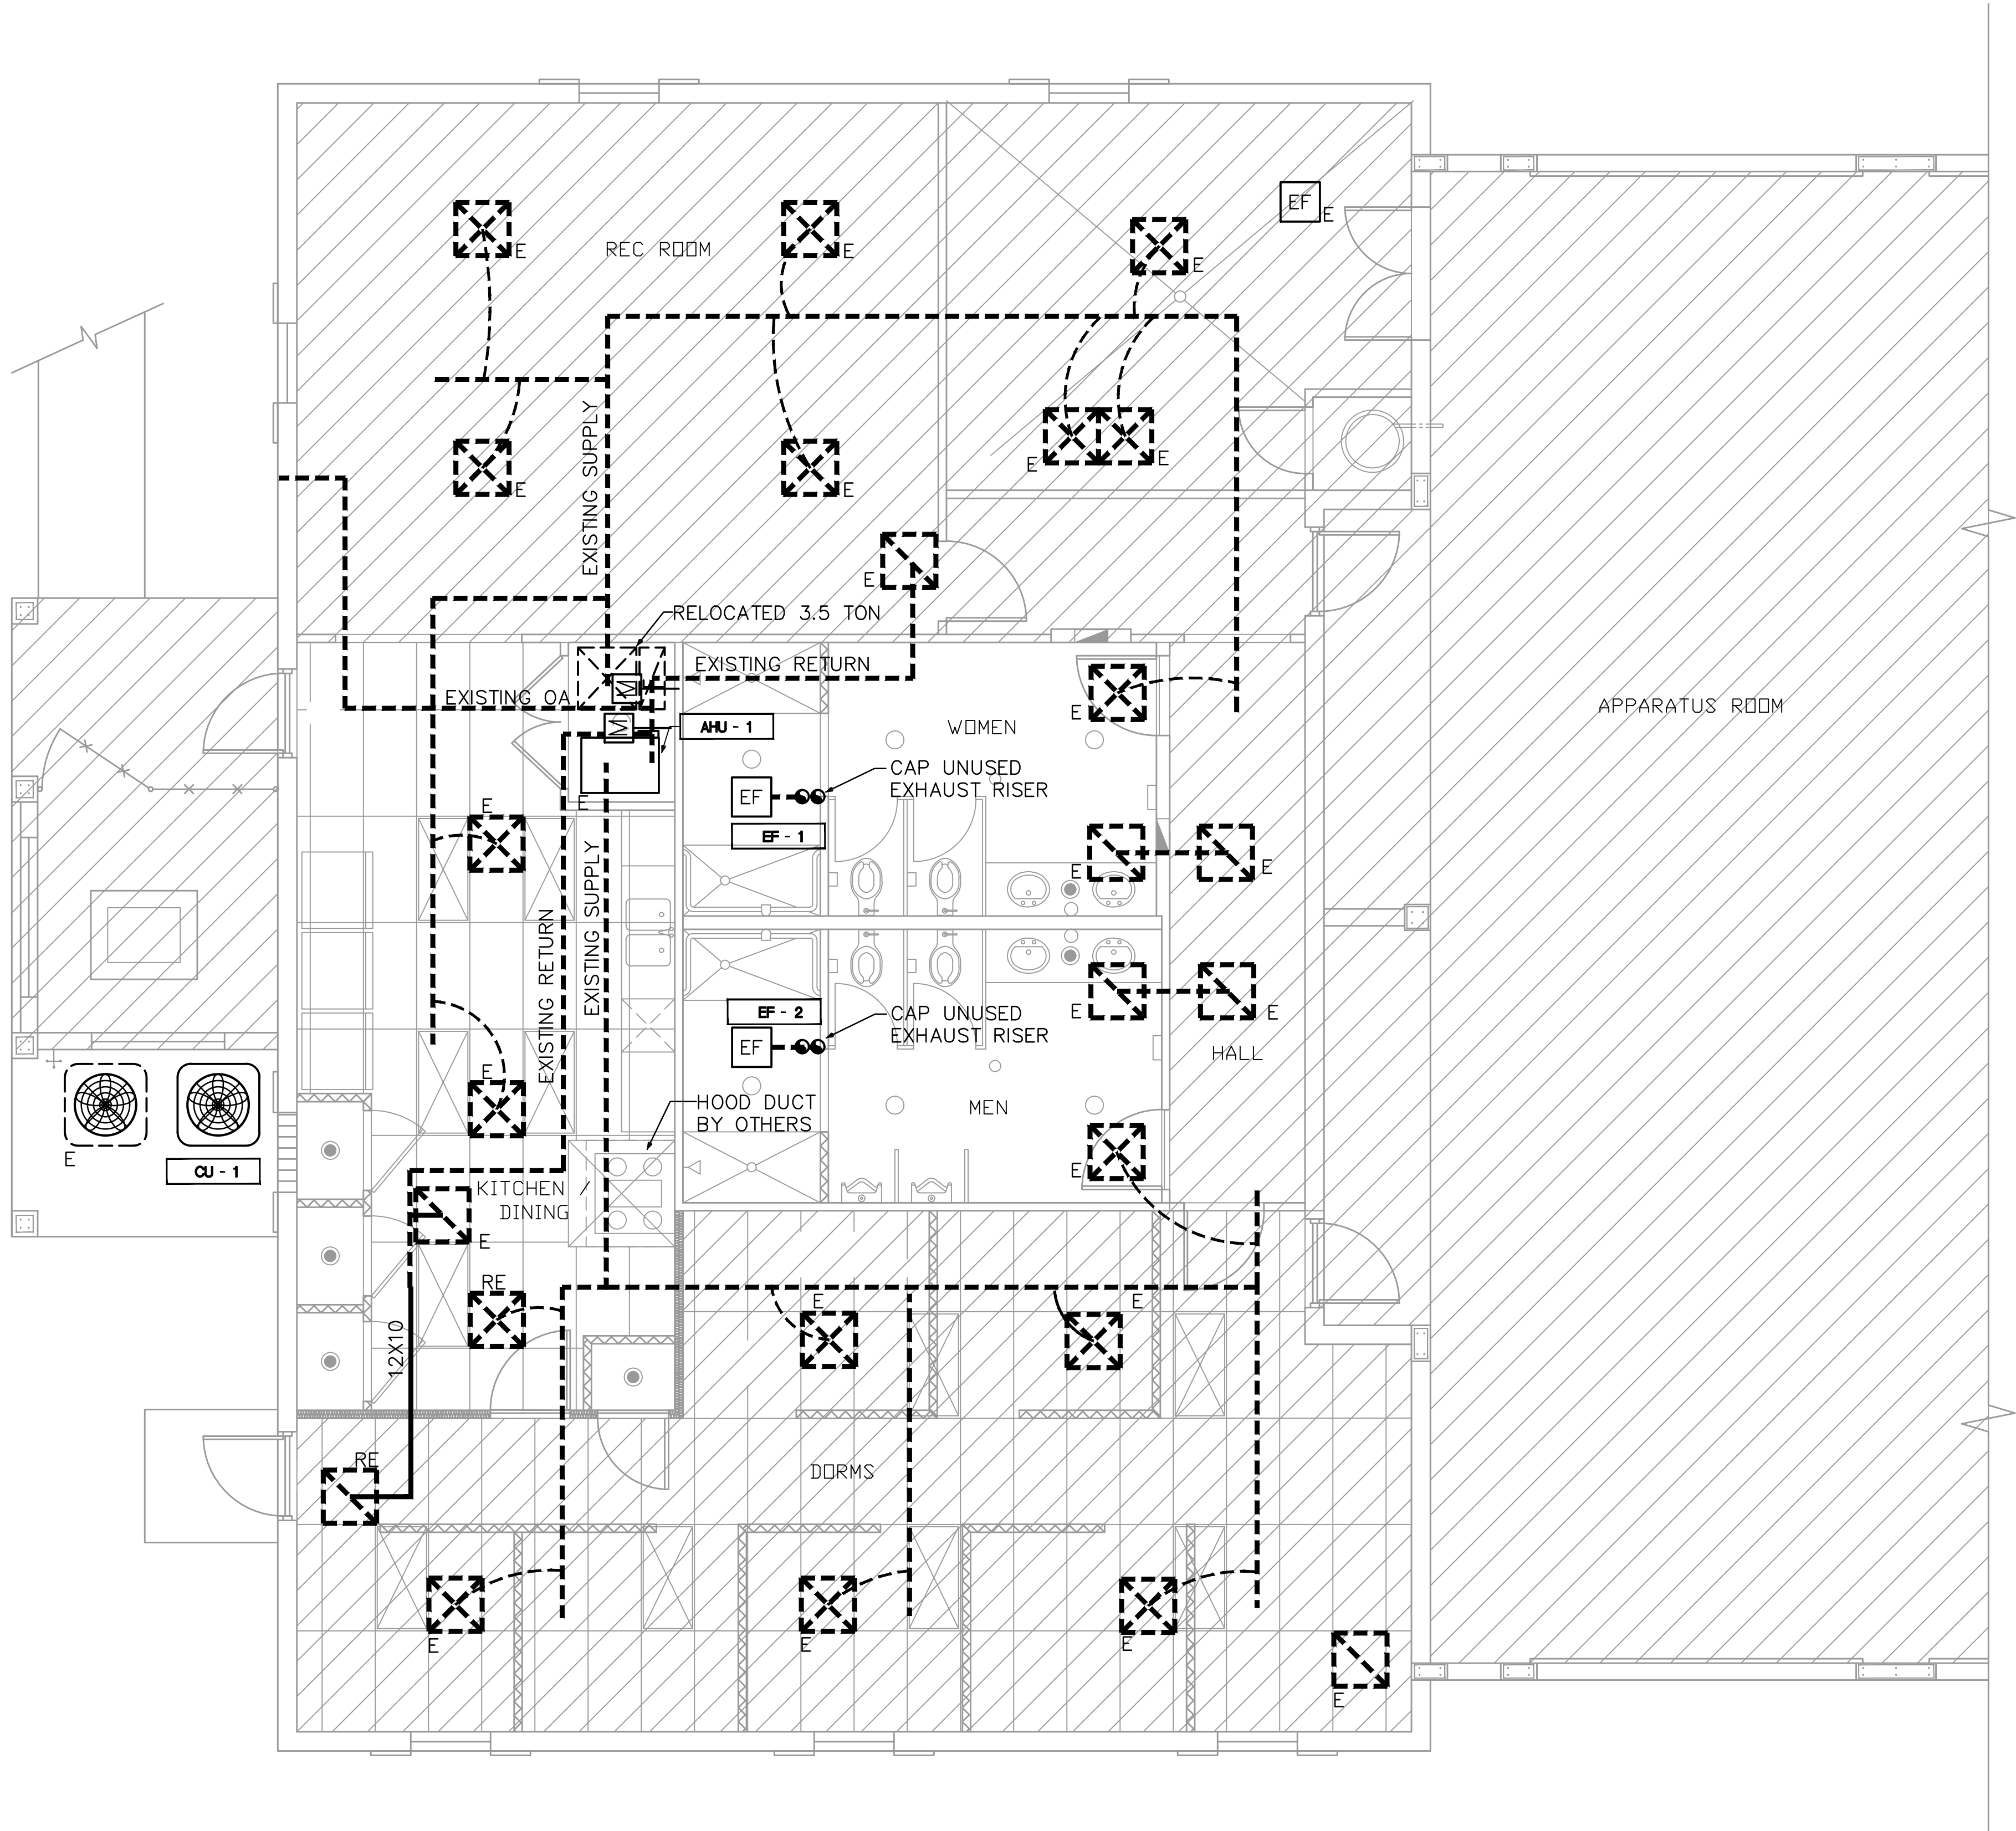 EF
E
E
REC ROOM
E
E
EXISTING SUPPLY
E
E
E
E
E
RELOCATED 3.5 TON
EXISTING RETURN
EXISTING OA
M
M
AHU - 1
E
WOMEN
APPARATUS ROOM
E
CAP UNUSED
EXHAUST RISER
EF
EF - 1
E
E
E
EXISTING RETURN
EXISTING SUPPLY
EF - 2
EF
CAP UNUSED
EXHAUST RISER
E
E
HALL
E
HOOD DUCT
BY OTHERS
MEN
E
E
CU - 1
KITCHEN /
DINING
E
RE
E
E
12X10
RE
DORMS
E
E
E
E